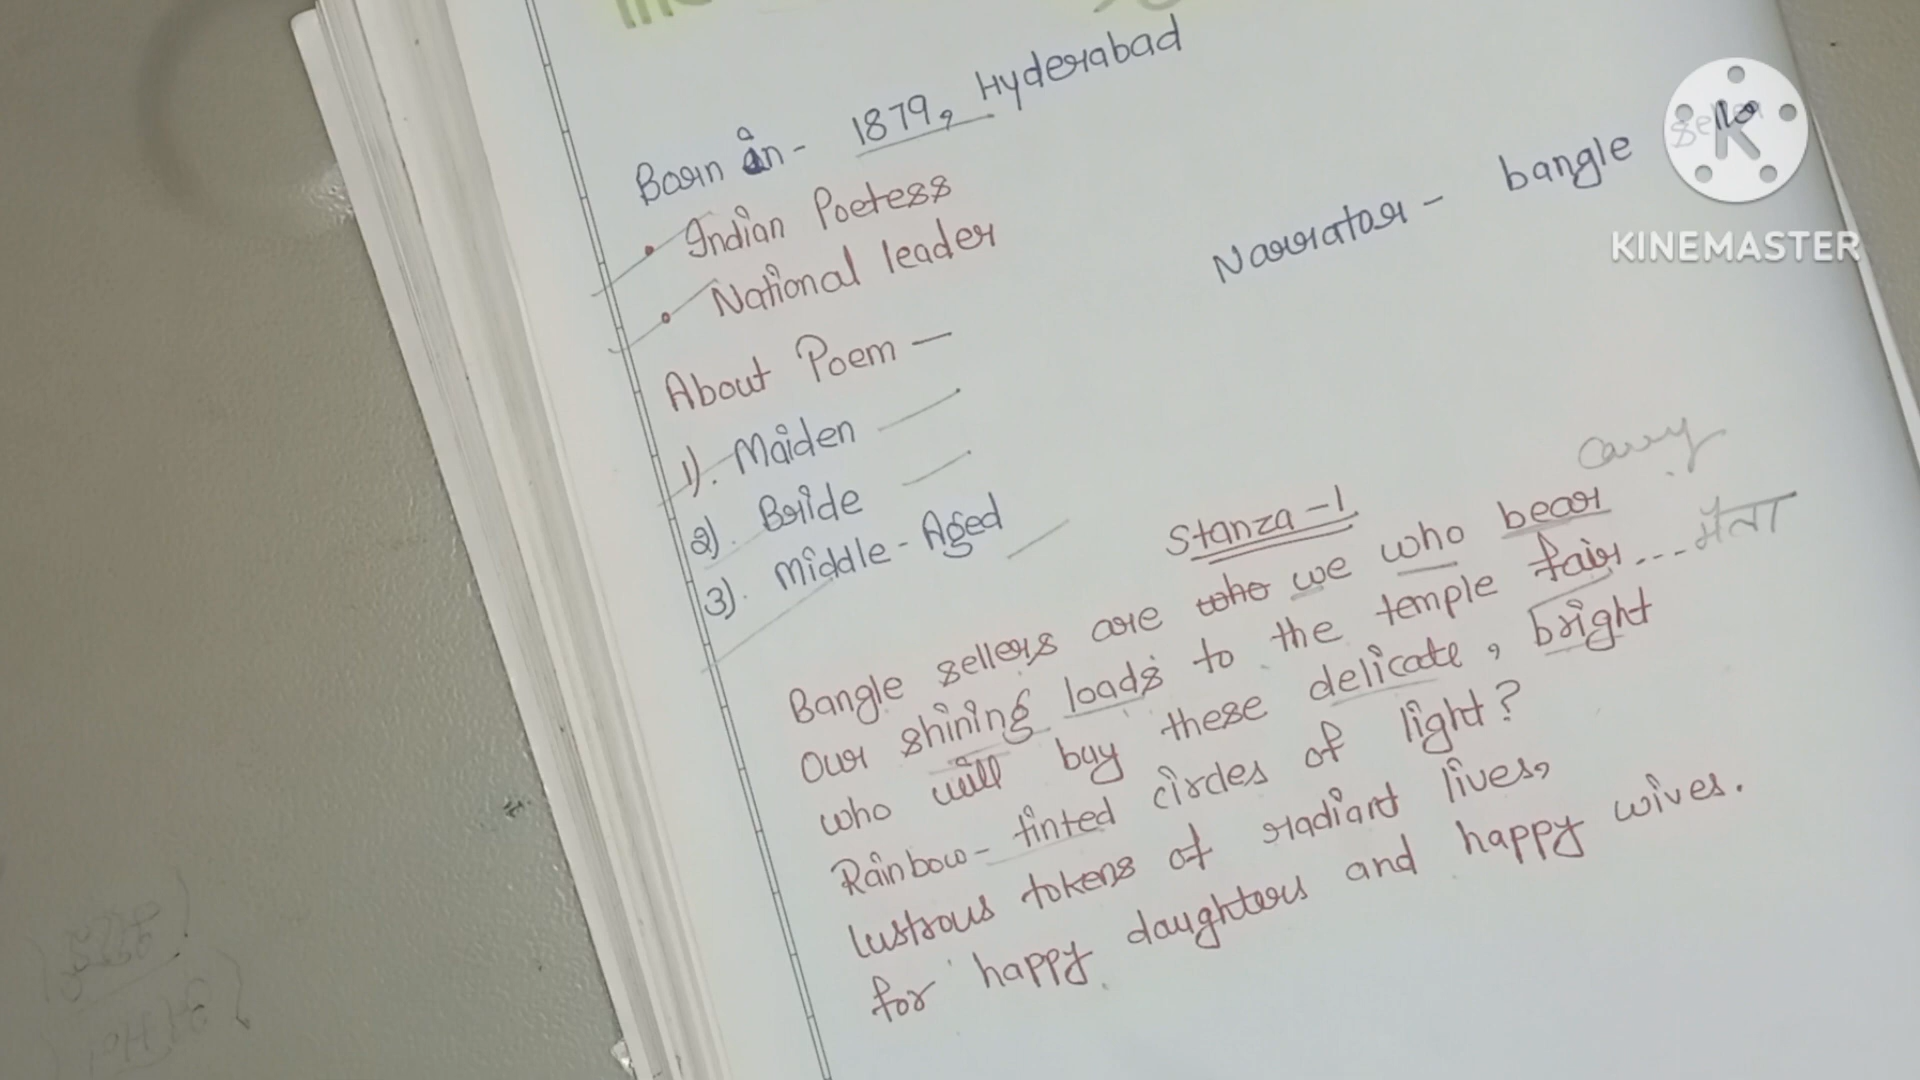 Born in - 1879, Hyderabad
• Indian Poetess
• National leader
Narrator - bangle seller
KINEMASTER
About Poem —
1). Maiden
2). Bride
3). Middle - Aged
Stanza - 1
carry
Bangle sellers are who we who bear
Our shining loads to the temple fair... मेला
who will buy these delicate, bright
Rainbow - tinted circles of light?
lustrous tokens of radiant lives,
for happy daughters and happy wives.